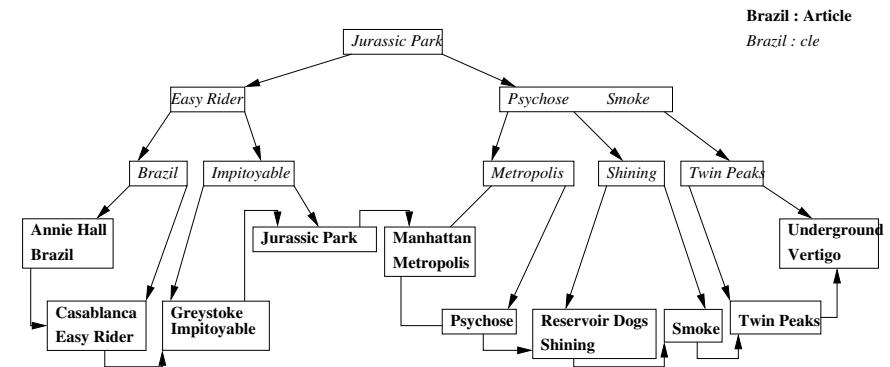 Brazil : Article
Brazil : cle
Jurassic Park
Easy Rider
Psychose Smoke
Brazil
Impitoyable
Metropolis
Shining
Twin Peaks
Annie Hall
Brazil
Jurassic Park
Manhattan
Metropolis
Underground
Vertigo
Casablanca
Easy Rider
Greystoke
Impitoyable
Psychose
Reservoir Dogs
Shining
Smoke
Twin Peaks